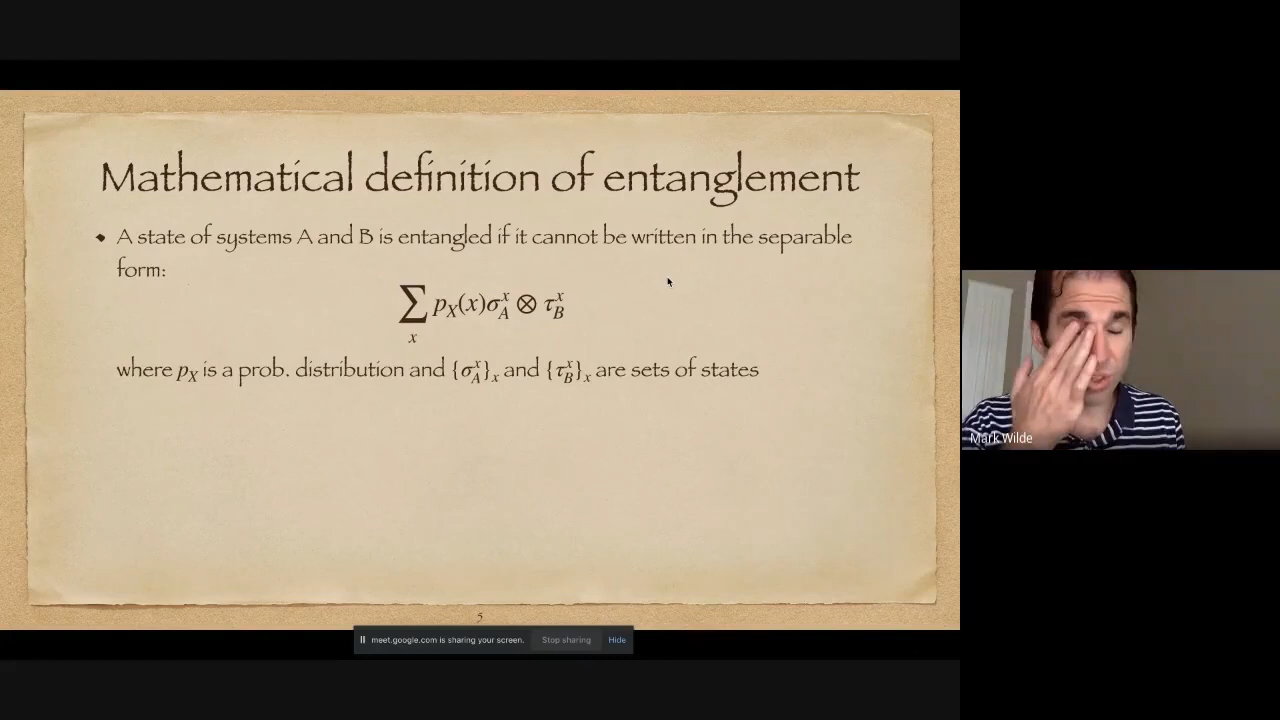 Mathematical definition of entanglement
◆ A state of systems A and B is entangled if it cannot be written in the separable
form:
∑ₓ p_X(x)σ_A^x ⊗ τ_B^x
where p_X is a prob. distribution and {σ_A^x}_x and {τ_B^x}_x are sets of states
5
meet.google.com is sharing your screen. Stop sharing Hide
Mark Wilde